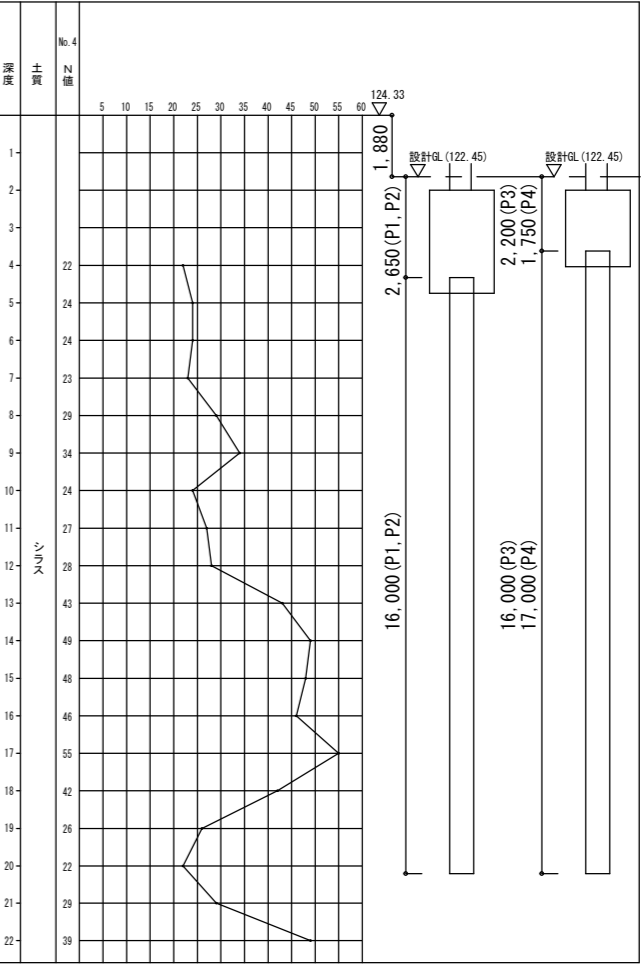 深度
土質
No.4
N値
5 10 15 20 25 30 35 40 45 50 55 60
124.33
1,880
設計GL(122.45)
設計GL(122.45)
2,650(P1,P2)
2,200(P3)
1,750(P4)
16,000(P1,P2)
16,000(P3)
17,000(P4)
シラス
1
2
3
4 22
5 24
6 24
7 23
8 29
9 34
10 24
11 27
12 28
13 43
14 49
15 48
16 46
17 55
18 42
19 26
20 22
21 29
22 39